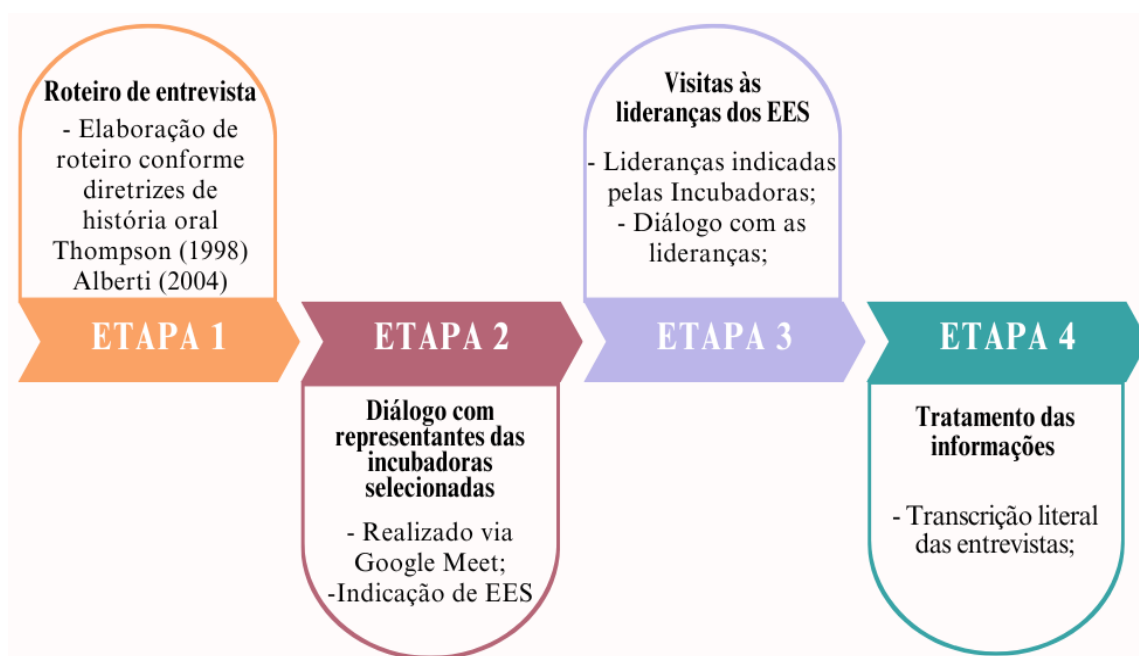 Roteiro de entrevista
- Elaboração de
roteiro conforme
diretrizes de
história oral
Thompson (1998)
Alberti (2004)
ETAPA 1
ETAPA 2
Diálogo com
representantes das
incubadoras
selecionadas
- Realizado via
Google Meet;
-Indicação de EES
Visitas às
lideranças dos EES
- Lideranças indicadas
pelas Incubadoras;
- Diálogo com as
lideranças;
ETAPA 3
ETAPA 4
Tratamento das
informações
- Transcrição literal
das entrevistas;